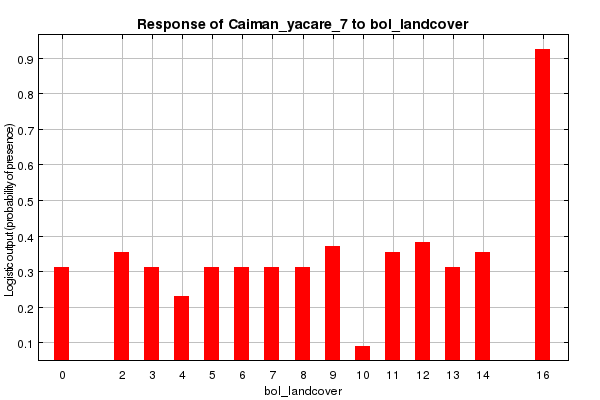 Response of Caiman_yacare_7 to bol_landcover
Logistic output (probability of presence)
0.9
0.8
0.7
0.6
0.5
0.4
0.3
0.2
0.1
0 2 3 4 5 6 7 8 9 10 11 12 13 14 16
bol_landcover